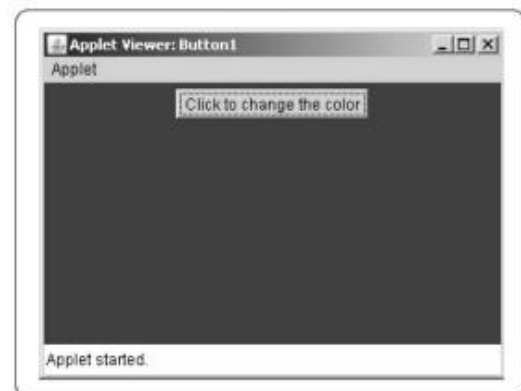 Applet Viewer: Button1
Applet
Click to change the color
Applet started.